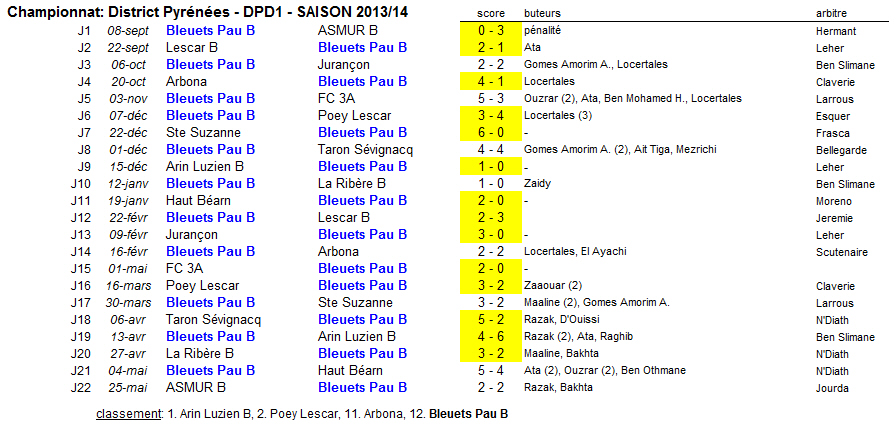 Championnat: District Pyrénées - DPD1 - SAISON 2013/14 score buteurs arbitre
J1 08-sept Bleuets Pau B ASMUR B 0 - 3 pénalité Hermant
J2 22-sept Lescar B Bleuets Pau B 2 - 1 Ata Leher
J3 06-oct Bleuets Pau B Jurançon 2 - 2 Gomes Amorim A., Locertales Ben Slimane
J4 20-oct Arbona Bleuets Pau B 4 - 1 Locertales Claverie
J5 03-nov Bleuets Pau B FC 3A 5 - 3 Ouzrar (2), Ata, Ben Mohamed H., Locertales Larrous
J6 07-déc Bleuets Pau B Poey Lescar 3 - 4 Locertales (3) Esquer
J7 22-déc Ste Suzanne Bleuets Pau B 6 - 0 - Frasca
J8 01-déc Bleuets Pau B Taron Sévignacq 4 - 4 Gomes Amorim A. (2), Ait Tiga, Mezrichi Bellegarde
J9 15-déc Arin Luzien B Bleuets Pau B 1 - 0 - Leher
J10 12-janv Bleuets Pau B La Ribère B 1 - 0 Zaidy Ben Slimane
J11 19-janv Haut Béarn Bleuets Pau B 2 - 0 - Moreno
J12 22-févr Bleuets Pau B Lescar B 2 - 3 - Jeremie
J13 09-févr Jurançon Bleuets Pau B 3 - 0 - Leher
J14 16-févr Bleuets Pau B Arbona 2 - 2 Locertales, El Ayachi Scutenaire
J15 01-mai FC 3A Bleuets Pau B 2 - 0 -
J16 16-mars Poey Lescar Bleuets Pau B 3 - 2 Zaaouar (2) Claverie
J17 30-mars Bleuets Pau B Ste Suzanne 3 - 2 Maaline (2), Gomes Amorim A. Larrous
J18 06-avr Taron Sévignacq Bleuets Pau B 5 - 2 Razak, D'Ouissi N'Diath
J19 13-avr Bleuets Pau B Arin Luzien B 4 - 6 Razak (2), Ata, Raghib Ben Slimane
J20 27-avr La Ribère B Bleuets Pau B 3 - 2 Maaline, Bakhta N'Diath
J21 04-mai Bleuets Pau B Haut Béarn 5 - 4 Ata (2), Ouzrar (2), Ben Othmane N'Diath
J22 25-mai ASMUR B Bleuets Pau B 2 - 2 Razak, Bakhta Jourda
classement: 1. Arin Luzien B, 2. Poey Lescar, 11. Arbona, 12. Bleuets Pau B